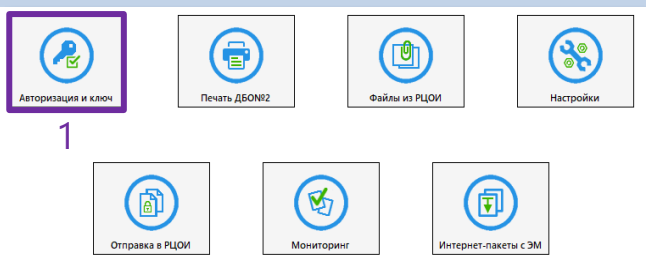 Авторизация и ключ
Печать ДБО№2
Файлы из РЦОИ
Настройки
1
Отправка в РЦОИ
Мониторинг
Интернет-пакеты с ЭМ